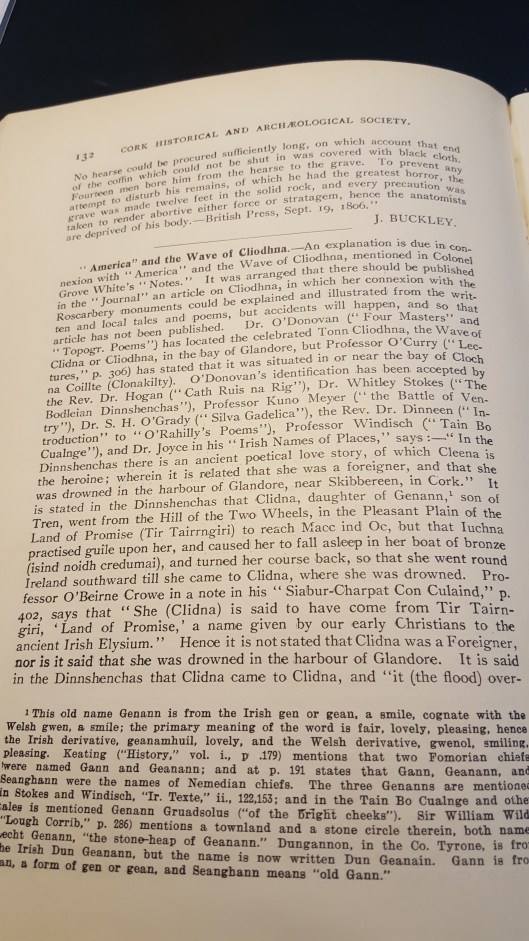 132 CORK HISTORICAL AND ARCHÆOLOGICAL SOCIETY.
No hearse could be procured sufficiently long, on which account that end
of the coffin which could not be shut in was covered with black cloth.
Fourteen men bore him from the hearse to the grave. To prevent any
attempt to disturb his remains, of which he had the greatest horror, the
grave was made twelve feet in the solid rock, and every precaution was
taken to render abortive either force or stratagem, hence the anatomists
are deprived of his body.—British Press, Sept. 19, 1806."
J. BUCKLEY.
"America" and the Wave of Cliodhna.—An explanation is due in con-
nexion with "America" and the Wave of Cliodhna, mentioned in Colonel
Grove White's "Notes." It was arranged that there should be published
in the "Journal" an article on Cliodhna, in which her connexion with the
Roscarbery monuments could be explained and illustrated from the writ-
ten and local tales and poems, but accidents will happen, and so that
article has not been published. Dr. O'Donovan ("Four Masters" and
"Topogr. Poems") has located the celebrated Tonn Cliodhna, the Wave of
Clidna or Cliodhna, in the bay of Glandore, but Professor O'Curry ("Lec-
tures," p. 306) has stated that it was situated in or near the bay of Cloch
na Coillte (Clonakilty). O'Donovan's identification has been accepted by
the Rev. Dr. Hogan ("Cath Ruis na Rig"), Dr. Whitley Stokes ("The
Bodleian Dinnshenchas"), Professor Kuno Meyer ("the Battle of Ven-
try"), Dr. S. H. O'Grady ("Silva Gadelica"), the Rev. Dr. Dinneen ("In-
troduction" to "O'Rahilly's Poems"), Professor Windisch ("Tain Bo
Cualnge"), and Dr. Joyce in his "Irish Names of Places," says :—"In the
Dinnshenchas there is an ancient poetical love story, of which Cleena is
the heroine; wherein it is related that she was a foreigner, and that she
was drowned in the harbour of Glandore, near Skibbereen, in Cork." It
is stated in the Dinnshenchas that Clidna, daughter of Genann,¹ son of
Tren, went from the Hill of the Two Wheels, in the Pleasant Plain of the
Land of Promise (Tir Tairrngiri) to reach Macc ind Oc, but that Iuchna
practised guile upon her, and caused her to fall asleep in her boat of bronze
(isind noidh credumai), and turned her course back, so that she went round
Ireland southward till she came to Clidna, where she was drowned. Pro-
fessor O'Beirne Crowe in a note in his "Siabur-Charpat Con Culaind," p.
402, says that "She (Clidna) is said to have come from Tir Tairn-
giri, 'Land of Promise,' a name given by our early Christians to the
ancient Irish Elysium." Hence it is not stated that Clidna was a Foreigner,
nor is it said that she was drowned in the harbour of Glandore. It is said
in the Dinnshenchas that Clidna came to Clidna, and "it (the flood) over-
¹ This old name Genann is from the Irish gen or gean, a smile, cognate with the
Welsh gwen, a smile; the primary meaning of the word is fair, lovely, pleasing, hence
the Irish derivative, geanamhuil, lovely, and the Welsh derivative, gwenol, smiling,
pleasing. Keating ("History," vol. i., p .179) mentions that two Fomorian chiefs
were named Gann and Geanann; and at p. 191 states that Gann, Geanann, and
Seanghann were the names of Nemedian chiefs. The three Genanns are mentioned
in Stokes and Windisch, "Ir. Texte," ii., 122,153; and in the Tain Bo Cualnge and othe
tales is mentioned Genann Gruadsolus ("of the bright cheeks"). Sir William Wild
"Lough Corrib," p. 286) mentions a townland and a stone circle therein, both name
echt Genann, "the stone-heap of Geanann." Dungannon, in the Co. Tyrone, is fro
he Irish Dun Geanann, but the name is now written Dun Geanain. Gann is fro
an, a form of gen or gean, and Seanghann means "old Gann."